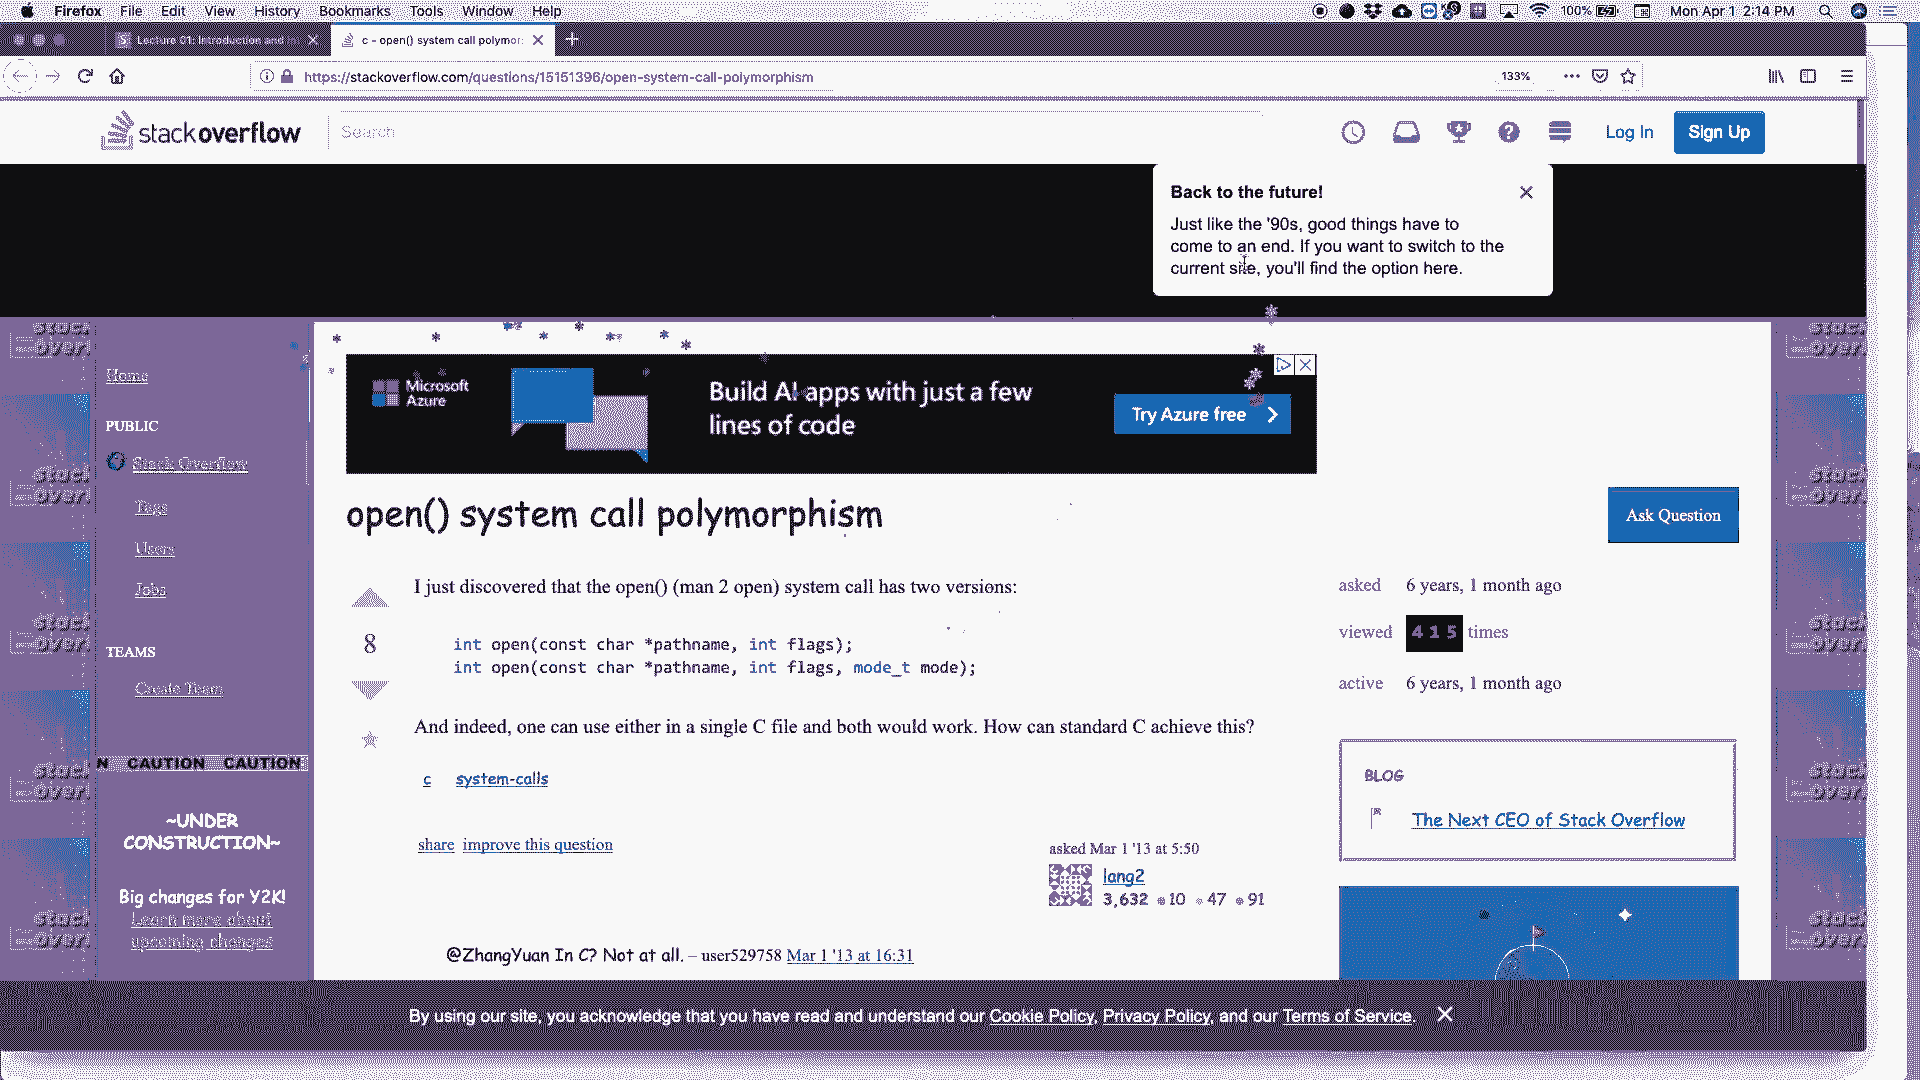 Firefox File Edit View History Bookmarks Tools Window Help 100% Mon Apr 1 2:14 PM
Lecture 01: Introduction and
c - open() system call polymor
https://stackoverflow.com/questions/15151396/open-system-call-polymorphism 133%
stackoverflow Search Log In Sign Up
Back to the future!
Just like the '90s, good things have to
come to an end. If you want to switch to the
current site, you'll find the option here.
Home
PUBLIC
Stack Overflow
Tags
Users
Jobs
TEAMS
Create Team
N CAUTION CAUTION
~UNDER
CONSTRUCTION~
Big changes for Y2K!
Learn more about
upcoming changes
Microsoft
Azure
Build AI apps with just a few
lines of code
Try Azure free
open() system call polymorphism
Ask Question
I just discovered that the open() (man 2 open) system call has two versions:
8
int open(const char *pathname, int flags);
int open(const char *pathname, int flags, mode_t mode);
And indeed, one can use either in a single C file and both would work. How can standard C achieve this?
c system-calls
share improve this question
asked Mar 1 '13 at 5:50
lang2
3,632 10 47 91
@ZhangYuan In C? Not at all. – user529758 Mar 1 '13 at 16:31
asked 6 years, 1 month ago
viewed 415 times
active 6 years, 1 month ago
BLOG
The Next CEO of Stack Overflow
By using our site, you acknowledge that you have read and understand our Cookie Policy, Privacy Policy, and our Terms of Service.